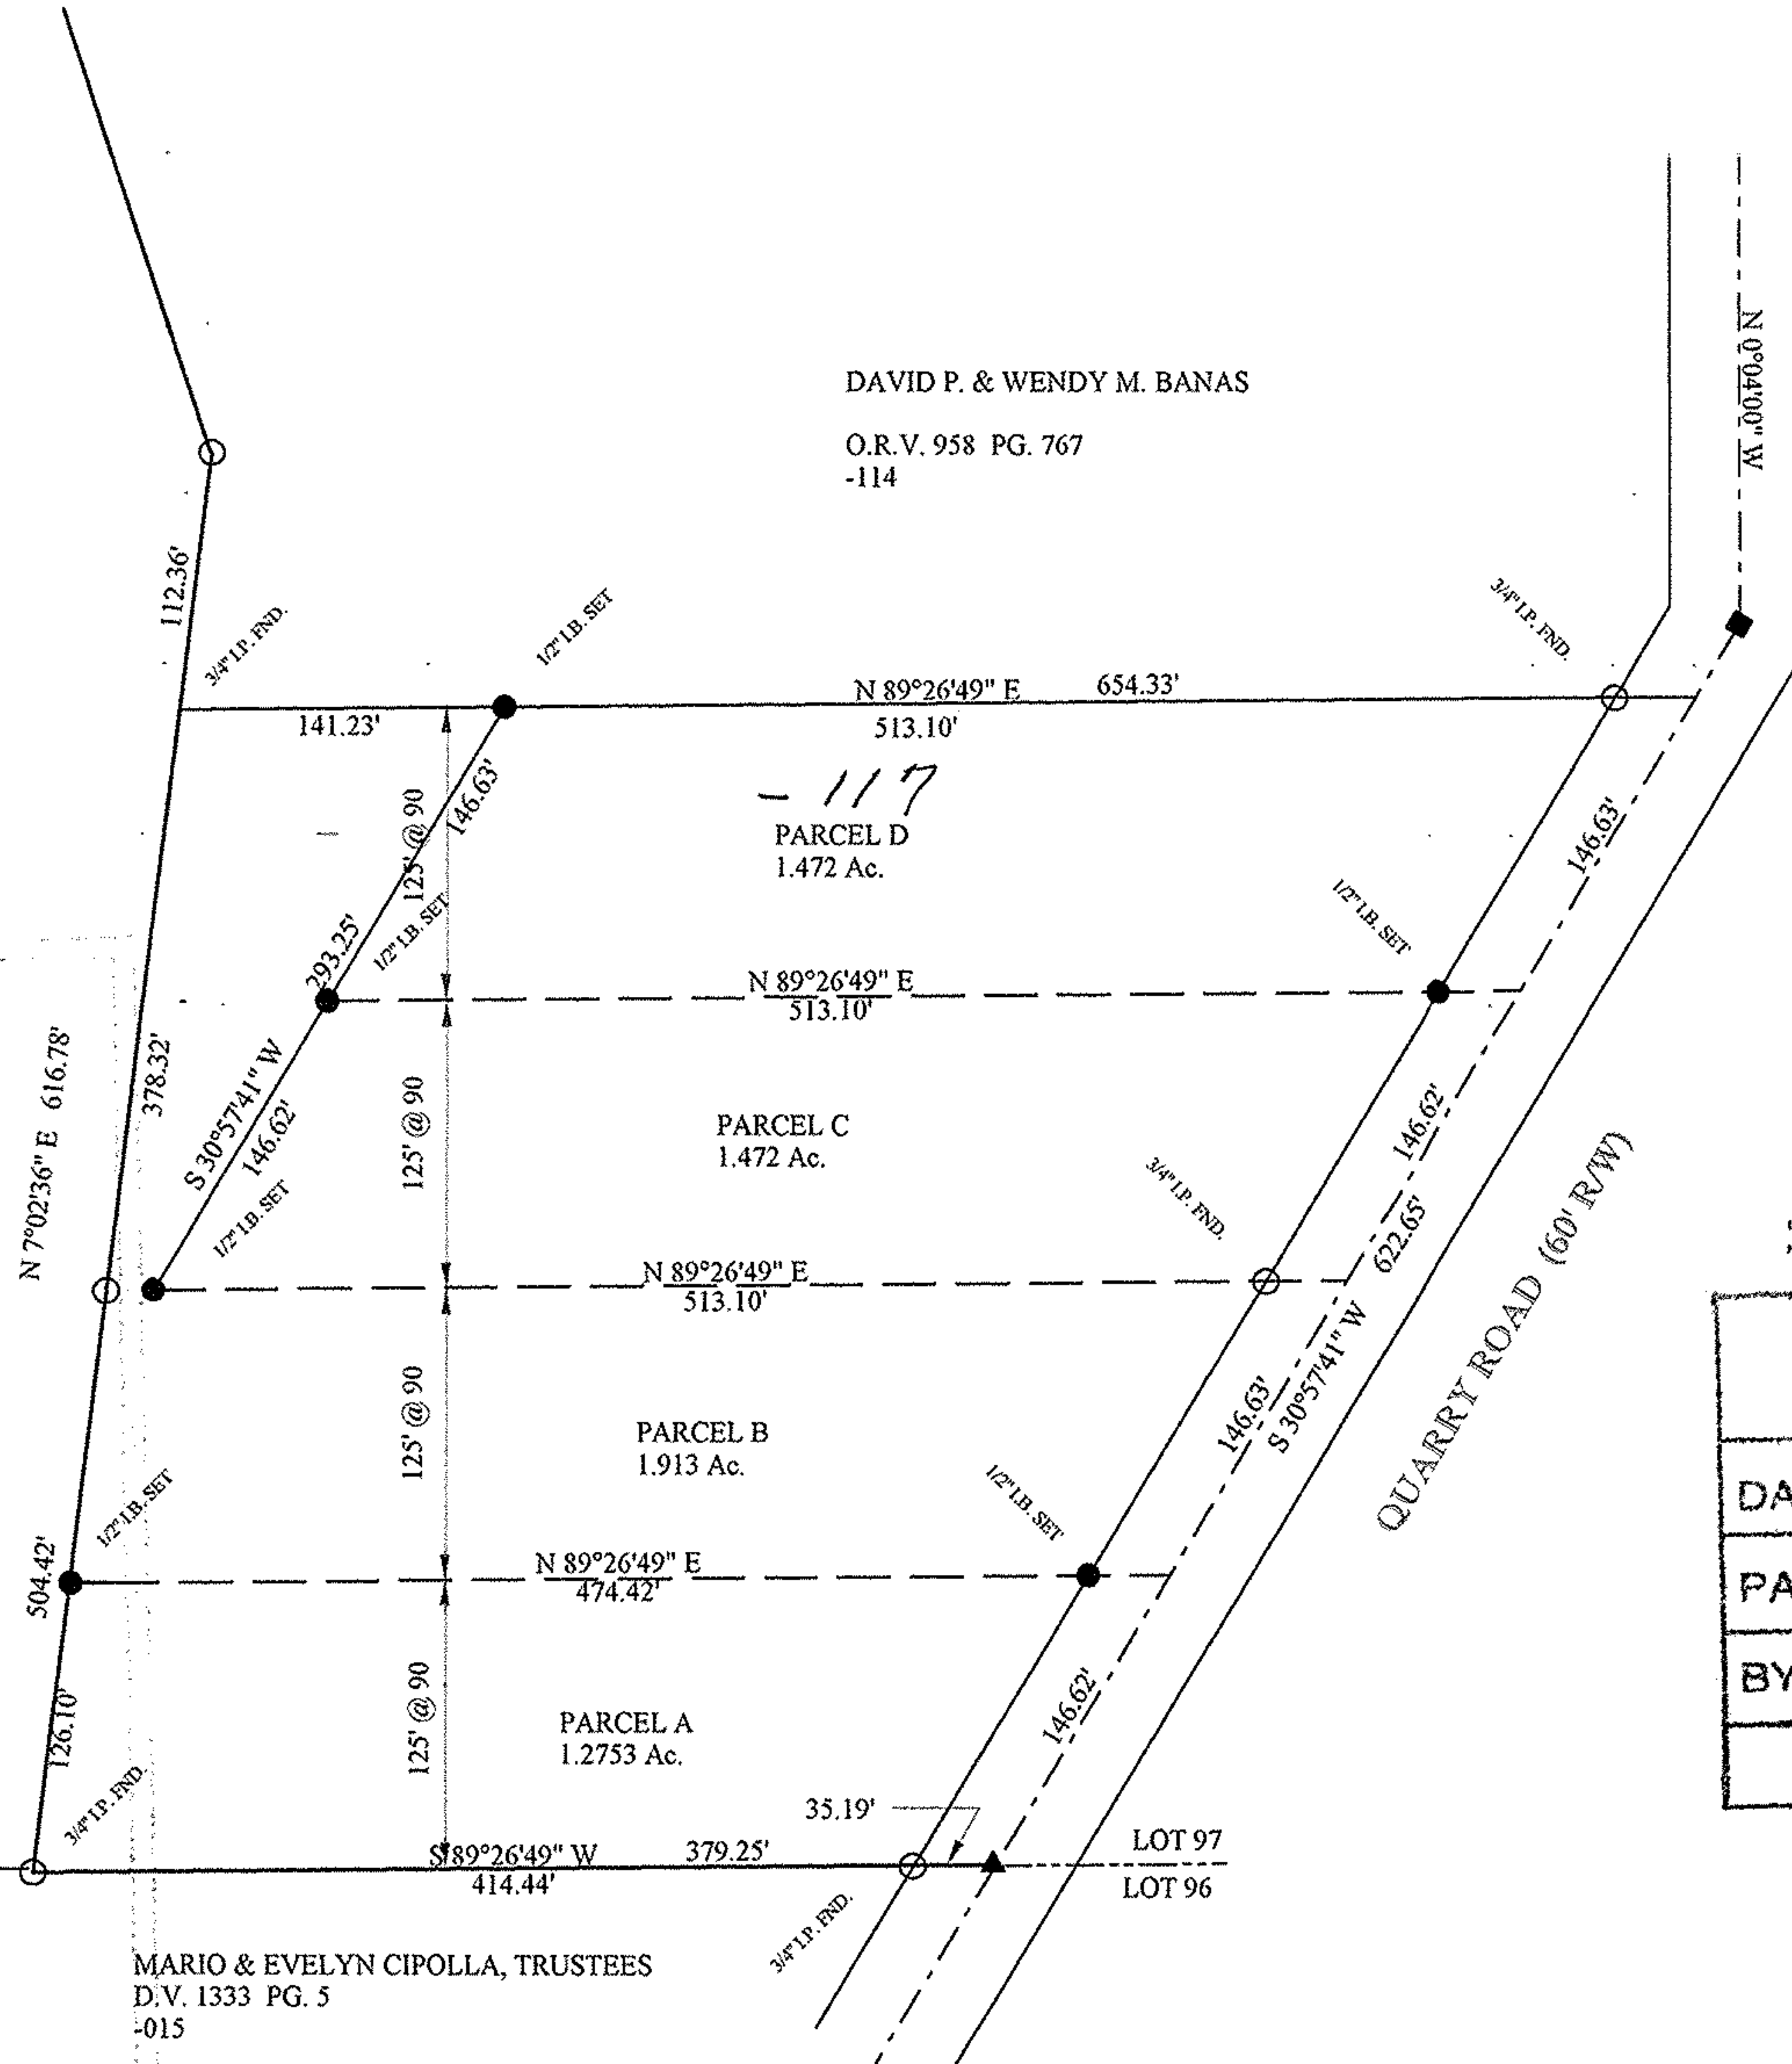 DAVID P. & WENDY M. BANAS
O.R.V. 958 PG. 767
-114
N 0°04'00" W
112.36'
3/4" I.P. FND.
1/2" I.B. SET
3/4" I.P. FND.
N 89°26'49" E 654.33'
141.23'
513.10'
- 117
PARCEL D
1.472 Ac.
125' @ 90
146.63'
146.63'
1/2" I.B. SET
1/2" I.B. SET
293.25'
N 89°26'49" E
513.10'
N 7°02'36" E 616.78'
378.32'
S 30°57'41" W
146.62'
1/2" I.B. SET
125' @ 90
PARCEL C
1.472 Ac.
146.62'
3/4" I.P. FND.
622.65'
S 30°57'41" W
QUARRY ROAD (60' R/W)
N 89°26'49" E
513.10'
125' @ 90
PARCEL B
1.913 Ac.
146.63'
1/2" I.B. SET
1/2" I.B. SET
504.42'
N 89°26'49" E
474.42'
DA
PA
BY
126.10'
125' @ 90
PARCEL A
1.2753 Ac.
146.62'
3/4" I.P. FND.
35.19'
S 89°26'49" W 379.25'
414.44'
LOT 97
LOT 96
3/4" I.P. FND.
MARIO & EVELYN CIPOLLA, TRUSTEES
D.V. 1333 PG. 5
-015